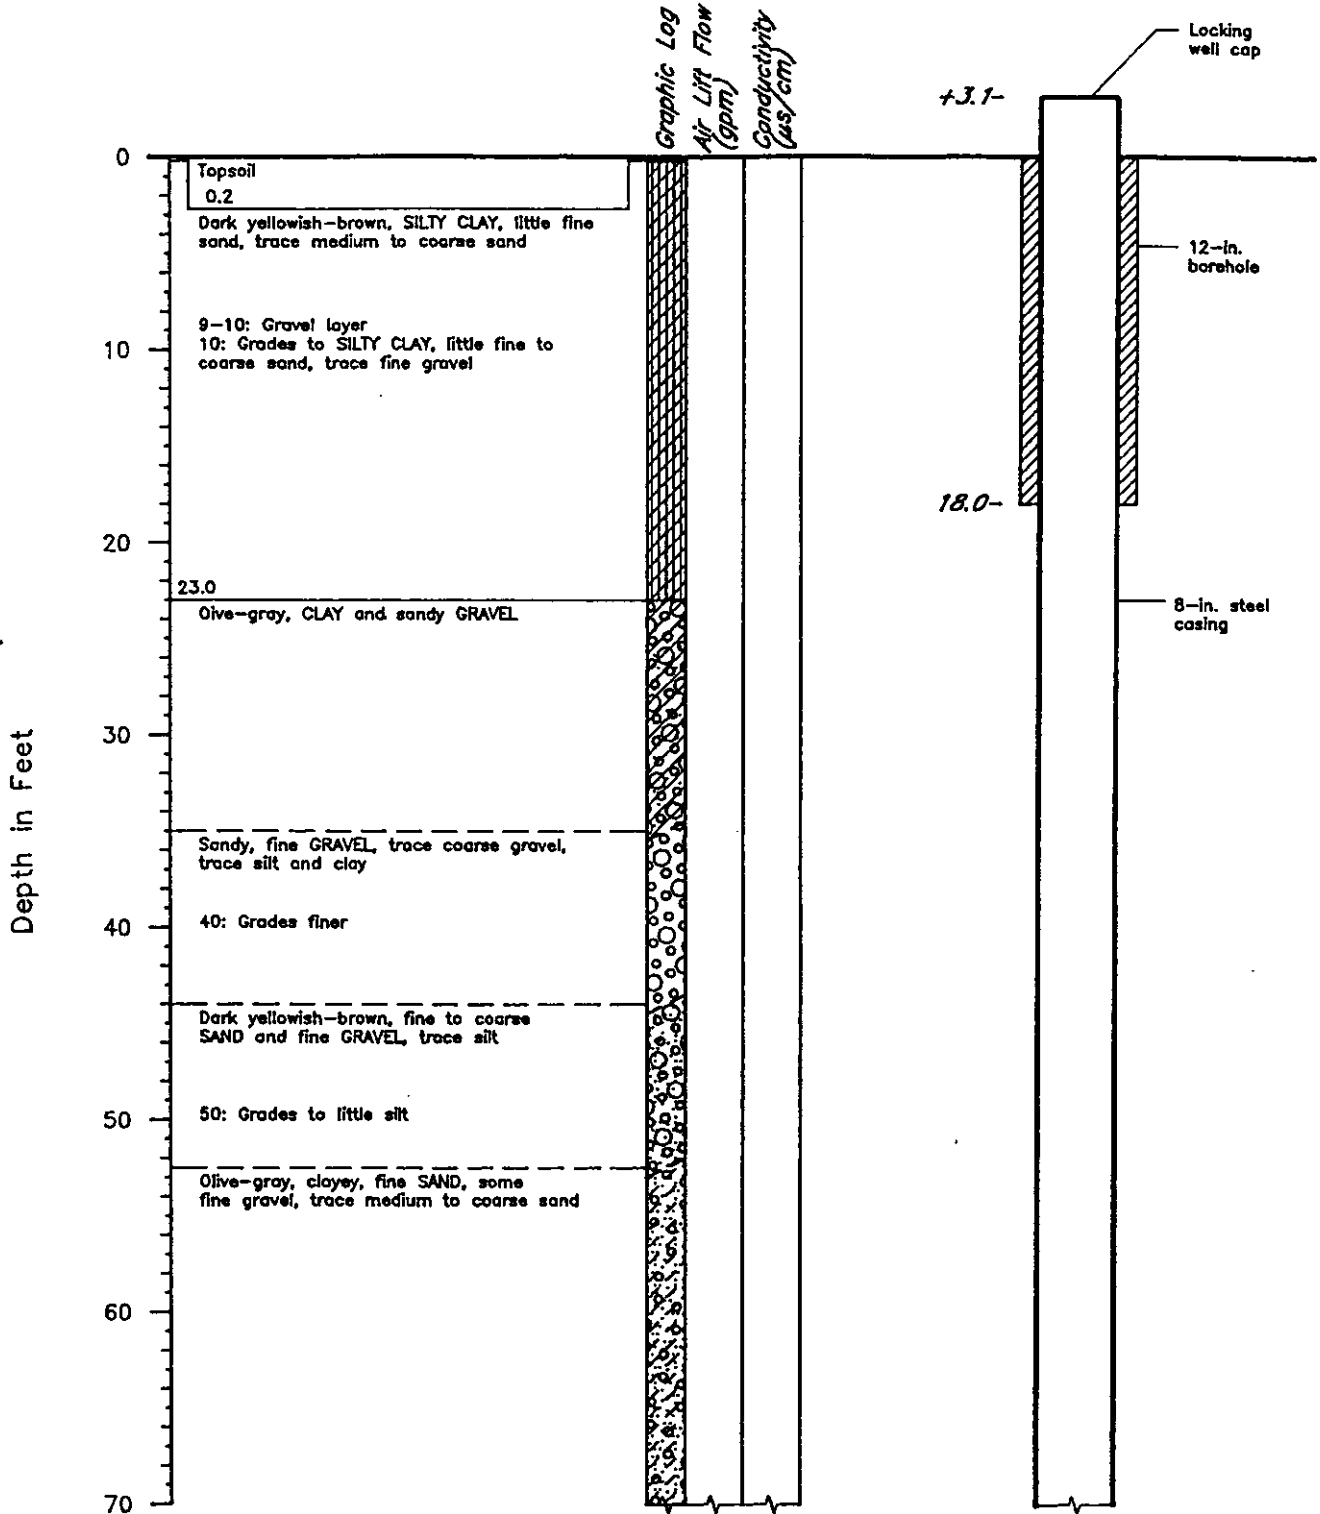 Graphic Log
Air Lift Flow
(gpm)
Conductivity
(µs/cm)
Locking
well cap
+3.1-
0
Topsoil
0.2
Dark yellowish-brown, SILTY CLAY, little fine
sand, trace medium to coarse sand
12-in.
borehole
9-10: Gravel layer
10: Grades to SILTY CLAY, little fine to
coarse sand, trace fine gravel
10
18.0-
20
23.0
Olve-gray, CLAY and sandy GRAVEL
8-in. steel
casing
Depth in Feet
30
Sandy, fine GRAVEL, trace coarse gravel,
trace silt and clay
40: Grades finer
40
Dark yellowish-brown, fine to coarse
SAND and fine GRAVEL, trace silt
50: Grades to little silt
50
Olive-gray, clayey, fine SAND, some
fine gravel, trace medium to coarse sand
60
70